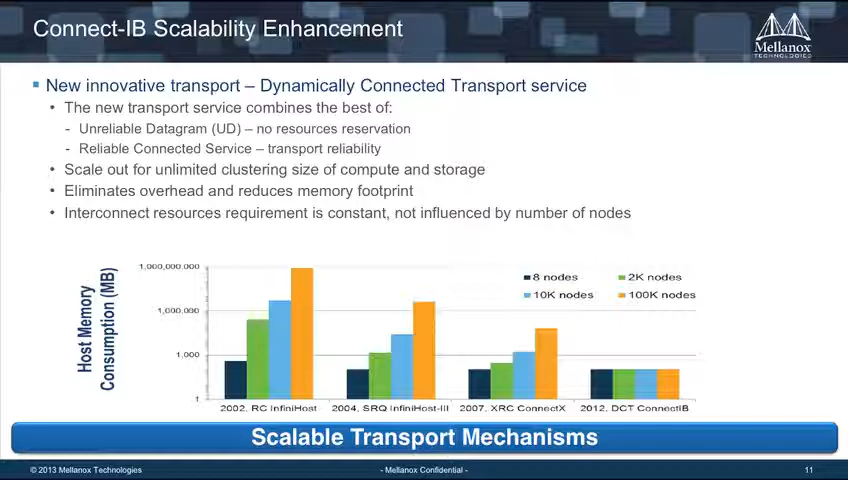 Connect-IB Scalability Enhancement
Mellanox
TECHNOLOGIES
New innovative transport – Dynamically Connected Transport service
• The new transport service combines the best of:
- Unreliable Datagram (UD) – no resources reservation
- Reliable Connected Service – transport reliability
• Scale out for unlimited clustering size of compute and storage
• Eliminates overhead and reduces memory footprint
• Interconnect resources requirement is constant, not influenced by number of nodes
Host Memory
Consumption (MB)
1,000,000,000
1,000,000
1,000
1
8 nodes
2K nodes
10K nodes
100K nodes
2002, RC InfiniHost
2004, SRQ InfiniHost-III
2007, XRC ConnectX
2012, DCT ConnectIB
Scalable Transport Mechanisms
© 2013 Mellanox Technologies
- Mellanox Confidential -
11